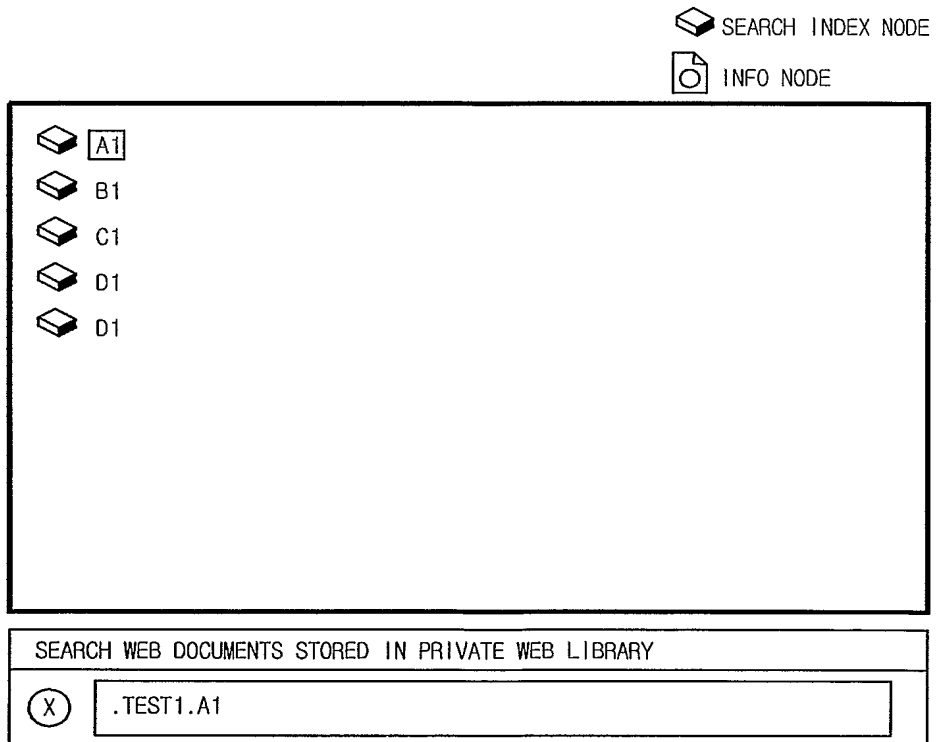 SEARCH INDEX NODE
INFO NODE
A1
B1
C1
D1
D1
SEARCH WEB DOCUMENTS STORED IN PRIVATE WEB LIBRARY
X .TEST1.A1